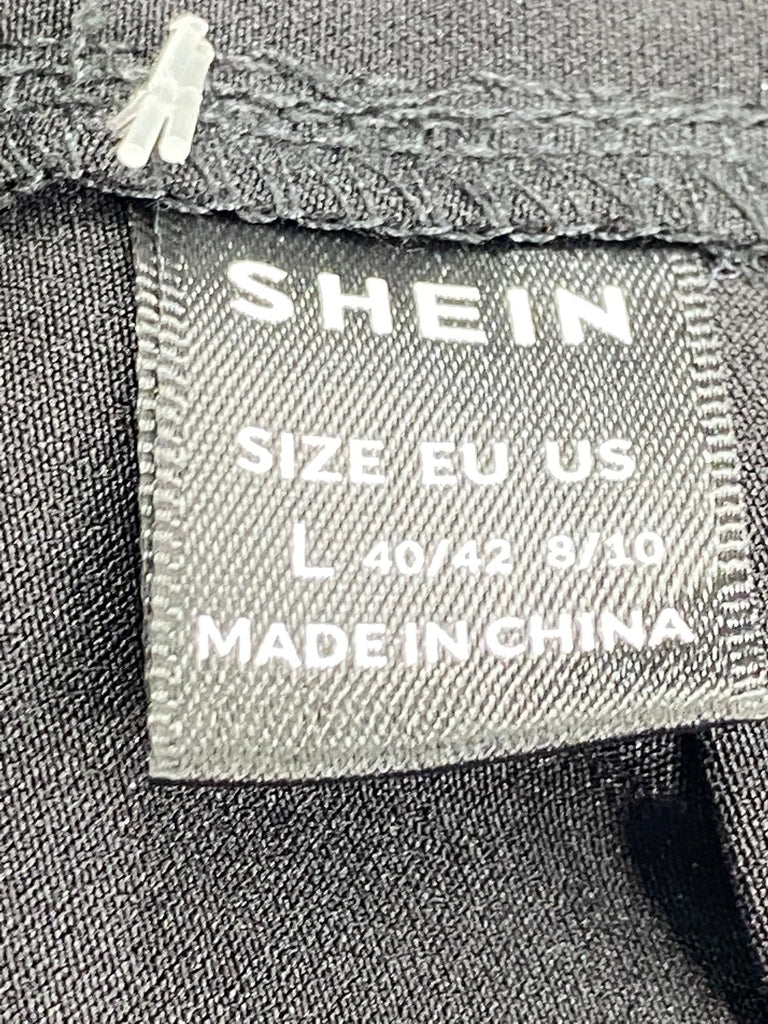 SHEIN
SIZE EU US
L 40/42 8/10
MADE IN CHINA